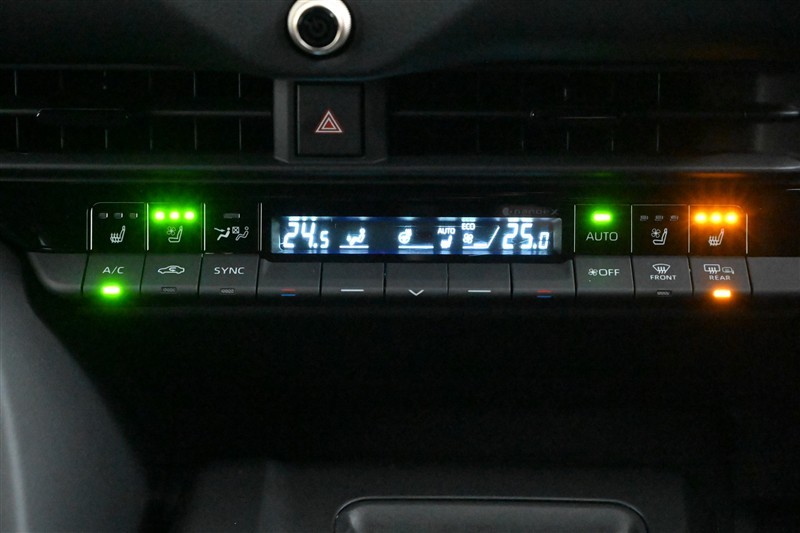 24.5 AUTO ECO 25.0
AUTO
A/C SYNC OFF FRONT REAR